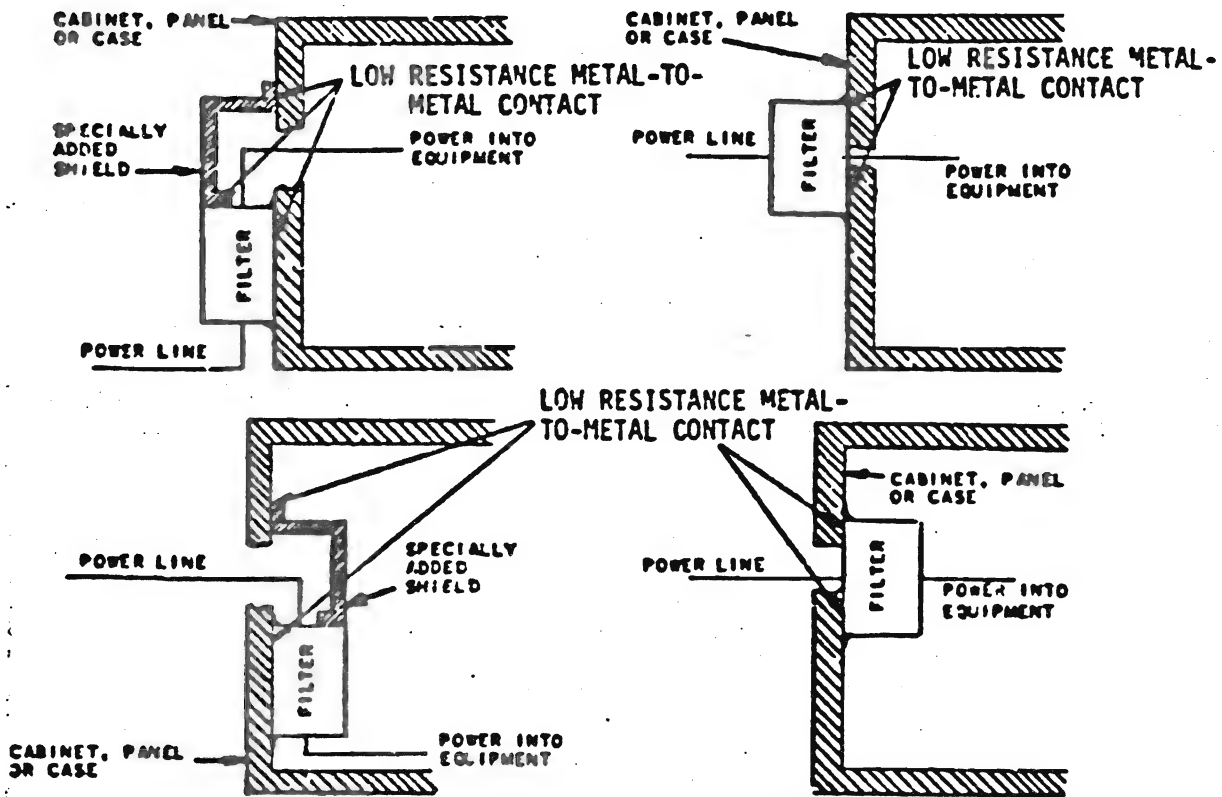 CABINET, PANEL
OR CASE
LOW RESISTANCE METAL-TO-
METAL CONTACT
SPECIALLY
ADDED
SHIELD
POWER INTO
EQUIPMENT
FILTER
POWER LINE
CABINET, PANEL
OR CASE
LOW RESISTANCE METAL-
TO-METAL CONTACT
POWER LINE
FILTER
POWER INTO
EQUIPMENT
LOW RESISTANCE METAL-
TO-METAL CONTACT
POWER LINE
SPECIALLY
ADDED
SHIELD
FILTER
CABINET, PANEL
OR CASE
POWER INTO
EQUIPMENT
CABINET, PANEL
OR CASE
POWER LINE
FILTER
POWER INTO
EQUIPMENT